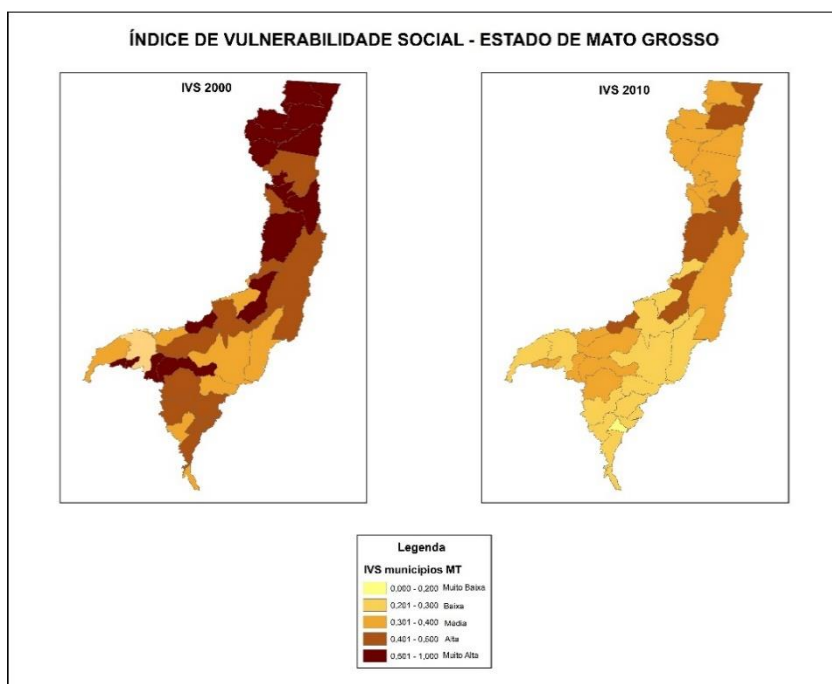 ÍNDICE DE VULNERABILIDADE SOCIAL - ESTADO DE MATO GROSSO
IVS 2000
IVS 2010
Legenda
IVS municípios MT
0,000 - 0,200 Muito Baixa
0,201 - 0,300 Baixa
0,301 - 0,400 Média
0,401 - 0,500 Alta
0,501 - 1,000 Muito Alta